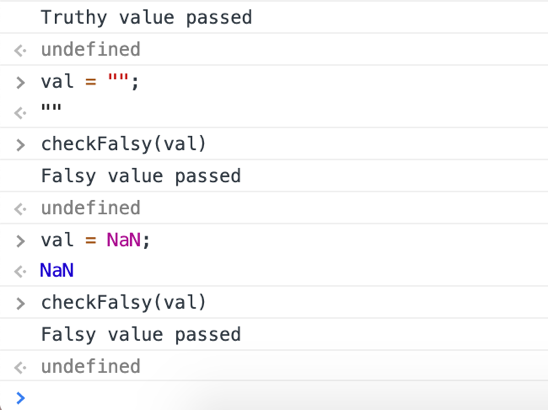 Truthy value passed
undefined
val = "";
""
checkFalsy(val)
Falsy value passed
undefined
val = NaN;
NaN
checkFalsy(val)
Falsy value passed
undefined